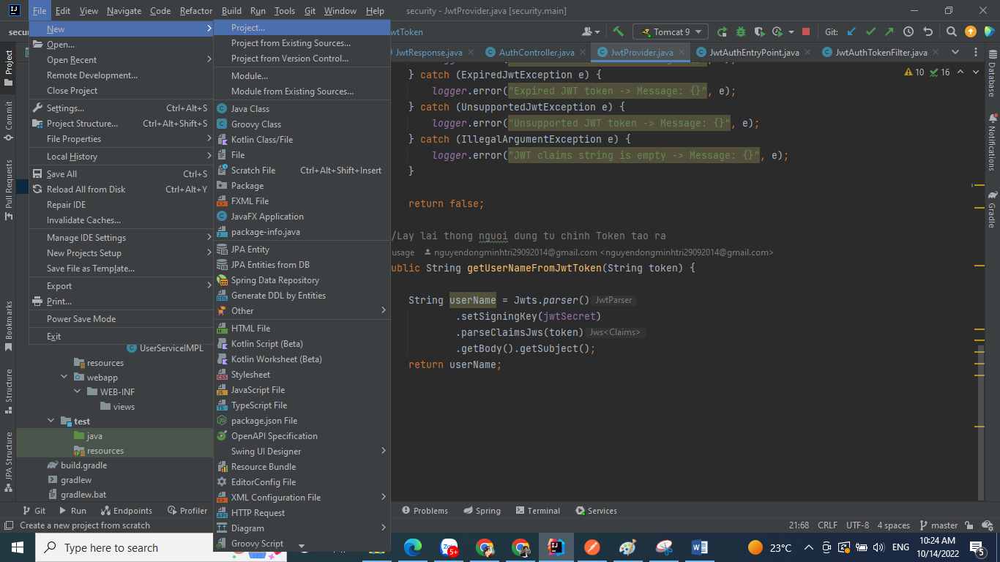 File Edit View Navigate Code Refactor Build Run Tools Git Window Help security - JwtProvider.java [security.main]
secu
JwtToken
Tomcat 9
Git:
JwtResponse.java
AuthController.java
JwtProvider.java
JwtAuthEntryPoint.java
JwtAuthTokenFilter.java
New
Open...
Open Recent
Remote Development...
Close Project
Settings... Ctrl+Alt+S
Project Structure... Ctrl+Alt+Shift+S
File Properties
Local History
Save All Ctrl+S
Reload All from Disk Ctrl+Alt+Y
Repair IDE
Invalidate Caches...
Manage IDE Settings
New Projects Setup
Save File as Template...
Export
Print...
Power Save Mode
Exit
Project...
Project from Existing Sources...
Project from Version Control...
Module...
Module from Existing Sources...
Java Class
Groovy Class
Kotlin Class/File
File
Scratch File Ctrl+Alt+Shift+Insert
Package
FXML File
JavaFX Application
package-info.java
JPA Entity
JPA Entities from DB
Spring Data Repository
Generate DDL by Entities
Other
HTML File
Kotlin Script (Beta)
Kotlin Worksheet (Beta)
Stylesheet
JavaScript File
TypeScript File
package.json File
OpenAPI Specification
Swing UI Designer
Resource Bundle
EditorConfig File
XML Configuration File
HTTP Request
Diagram
Groovy Script
Project
Commit
Pull Requests
Bookmarks
Structure
JPA Structure
UserServiceIMPL
resources
webapp
WEB-INF
views
test
java
resources
build.gradle
gradlew
gradlew.bat
10 16
} catch (ExpiredJwtException e) {
logger.error("Expired JWT token -> Message: {}", e);
} catch (UnsupportedJwtException e) {
logger.error("Unsupported JWT token -> Message: {}", e);
} catch (IllegalArgumentException e) {
logger.error("JWT claims string is empty -> Message: {}", e);
}
return false;
/Lay lai thong nguoi dung tu chinh Token tao ra
usage nguyendongminhtri29092014@gmail.com <nguyendongminhtri29092014@gmail.com>
ublic String getUserNameFromJwtToken(String token) {
String userName = Jwts.parser() JwtParser
.setSigningKey(jwtSecret)
.parseClaimsJws(token) Jws<Claims>
.getBody().getSubject();
return userName;
Database
Notifications
Gradle
Git Run Endpoints Profiler Problems Spring Terminal Services
Create a new project from scratch
21:68 CRLF UTF-8 4 spaces master
Type here to search
5+
23°C
ENG
10:24 AM
10/14/2022
5